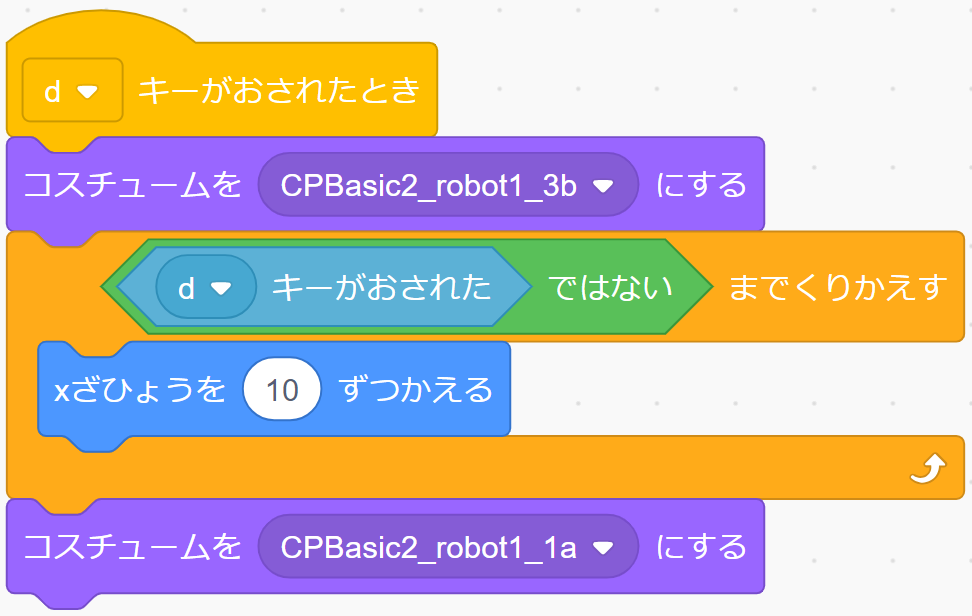 d キーがおされたとき
コスチュームを CPBasic2_robot1_3b にする
d キーがおされた ではない までくりかえす
xざひょうを 10 ずつかえる
コスチュームを CPBasic2_robot1_1a にする